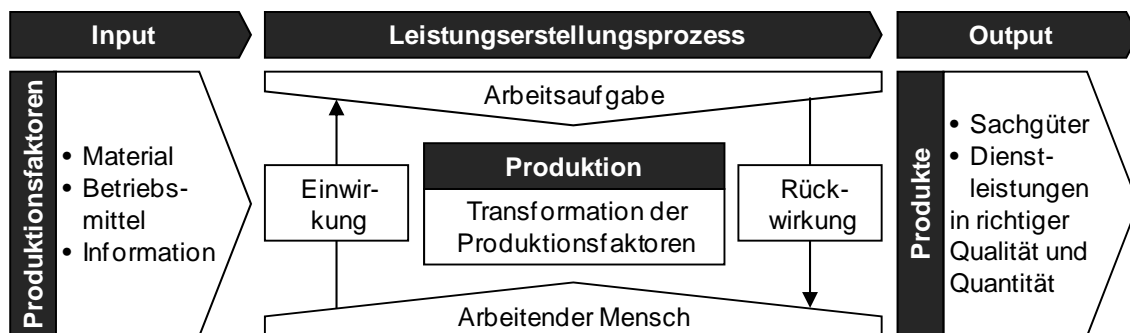 Input
Leistungserstellungsprozess
Output
Produktionsfaktoren
• Material
• Betriebs-
mittel
• Information
Arbeitsaufgabe
Einwir-
kung
Produktion
Transformation der
Produktionsfaktoren
Rück-
wirkung
Arbeitender Mensch
Produkte
• Sachgüter
• Dienst-
leistungen
in richtiger
Qualität und
Quantität